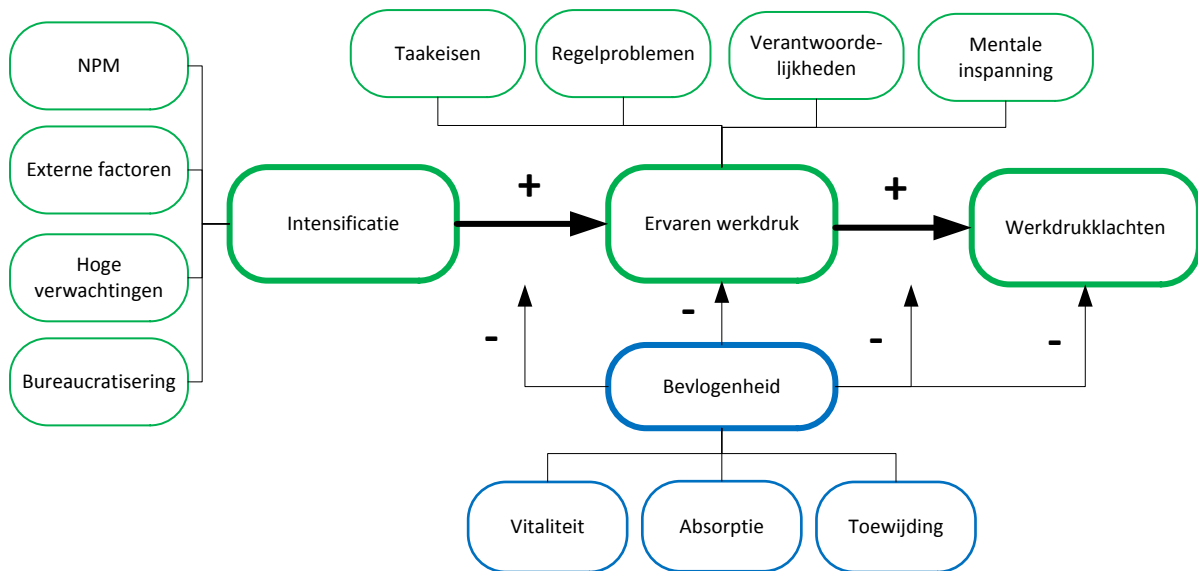 NPM
Externe factoren
Hoge
verwachtingen
Bureaucratisering
Intensificatie
+
Taakeisen
Regelproblemen
Verantwoorde-
lijkheden
Mentale
inspanning
Ervaren werkdruk
+
Werkdrukklachten
-
-
-
-
Bevlogenheid
Vitaliteit
Absorptie
Toewijding